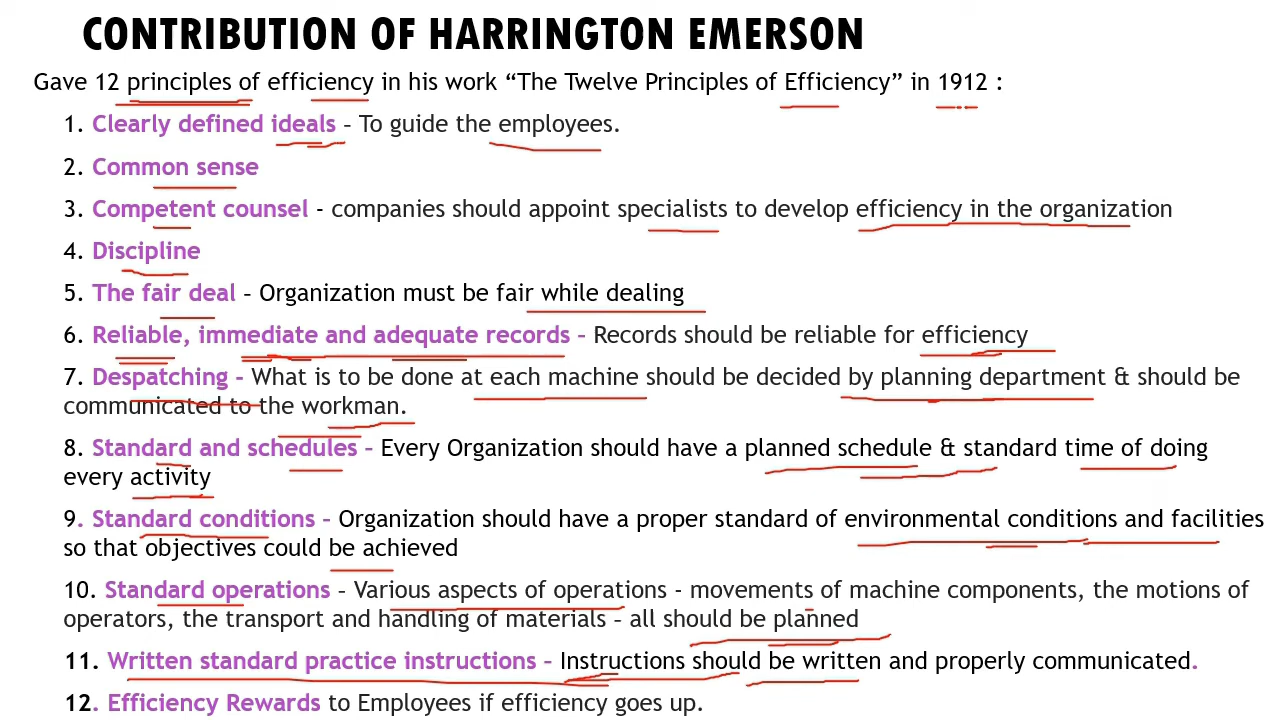 CONTRIBUTION OF HARRINGTON EMERSON
Gave 12 principles of efficiency in his work “The Twelve Principles of Efficiency” in 1912 :
1. Clearly defined ideals – To guide the employees.
2. Common sense
3. Competent counsel - companies should appoint specialists to develop efficiency in the organization
4. Discipline
5. The fair deal – Organization must be fair while dealing
6. Reliable, immediate and adequate records – Records should be reliable for efficiency
7. Despatching – What is to be done at each machine should be decided by planning department & should be
communicated to the workman.
8. Standard and schedules – Every Organization should have a planned schedule & standard time of doing
every activity
9. Standard conditions – Organization should have a proper standard of environmental conditions and facilities
so that objectives could be achieved
10. Standard operations – Various aspects of operations - movements of machine components, the motions of
operators, the transport and handling of materials – all should be planned
11. Written standard practice instructions – Instructions should be written and properly communicated.
12. Efficiency Rewards to Employees if efficiency goes up.